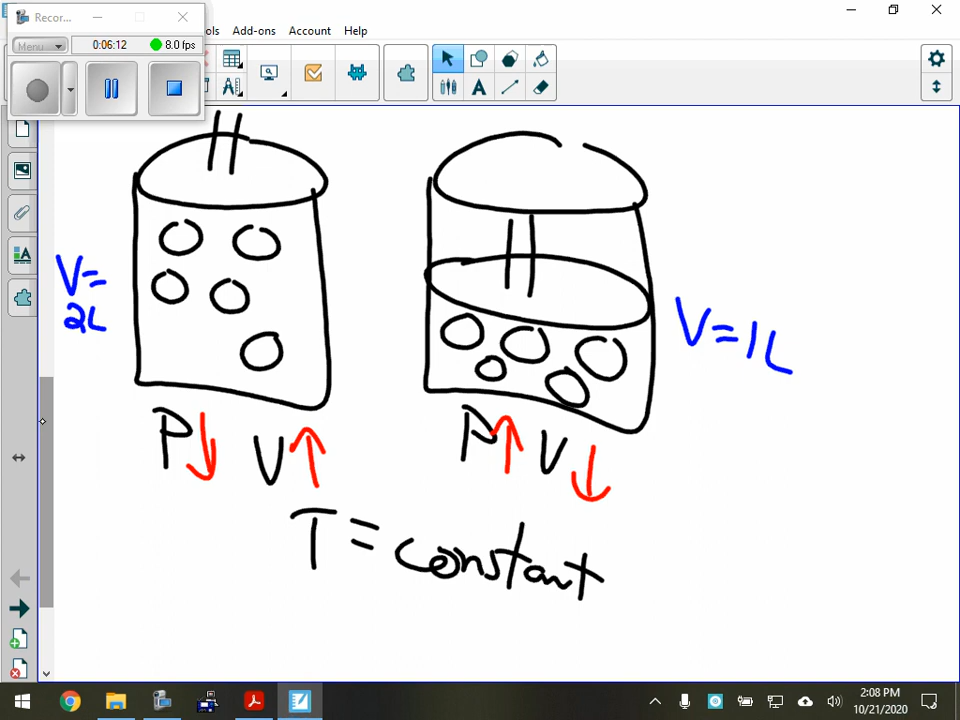 Recor...
ols Add-ons Account Help
Menu 0:06:12 8.0 fps
V=
2L
V=1L
P↓ V↑
P↑ V↓
T = constant
2:08 PM
10/21/2020